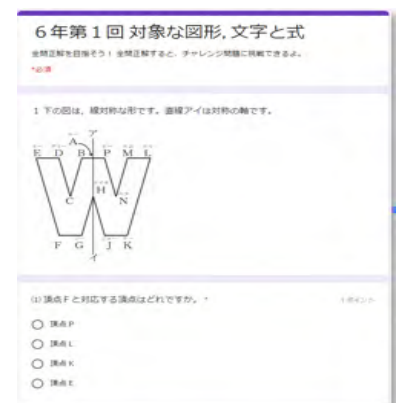 6年第1回 対象な図形, 文字と式
全問正解を目指そう! 全問正解すると、チャレンジ問題に挑戦できるよ。
*必須
1 下の図は、線対称な形です。直線アイは対称の軸です。
ア
A
E D B P M L
H
C N
F G J K
イ
(1) 頂点Fと対応する頂点はどれですか。 *
1 ポイント
頂点 P
頂点 L
頂点 K
頂点 E